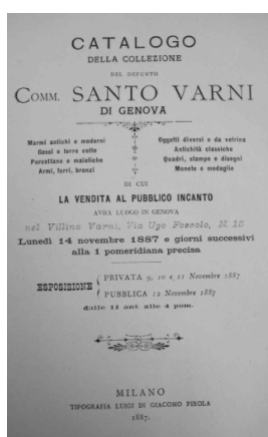 CATALOGO
DELLA COLLEZIONE
DEL DEFUNTO
COMM. SANTO VARNI
DI GENOVA
Marmi antichi e moderni
Gessi e terre cotte
Porcellane e maioliche
Armi, ferri, bronzi
Oggetti diversi e da vetrina
Antichità classiche
Quadri, stampe e disegni
Monete e medaglie
DI CUI
LA VENDITA AL PUBBLICO INCANTO
AVRÀ LUOGO IN GENOVA
nel Villino Varni, Via Ugo Foscolo, N. 10
Lunedì 14 novembre 1887 e giorni successivi
alla 1 pomeridiana precisa
ESPOSIZIONE
PRIVATA 9, 10 e 11 Novembre 1887
PUBBLICA 12 Novembre 1887
dalle 11 ant. alle 4 pom.
MILANO
TIPOGRAFIA LUIGI DI GIACOMO PIROLA
1887.